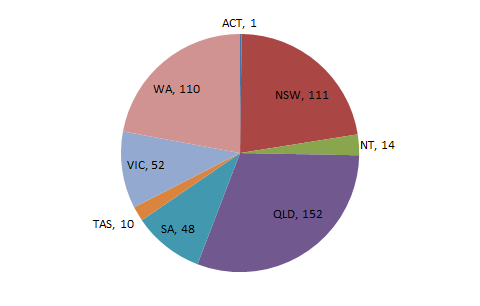 ACT, 1
NSW, 111
NT, 14
QLD, 152
SA, 48
TAS, 10
VIC, 52
WA, 110